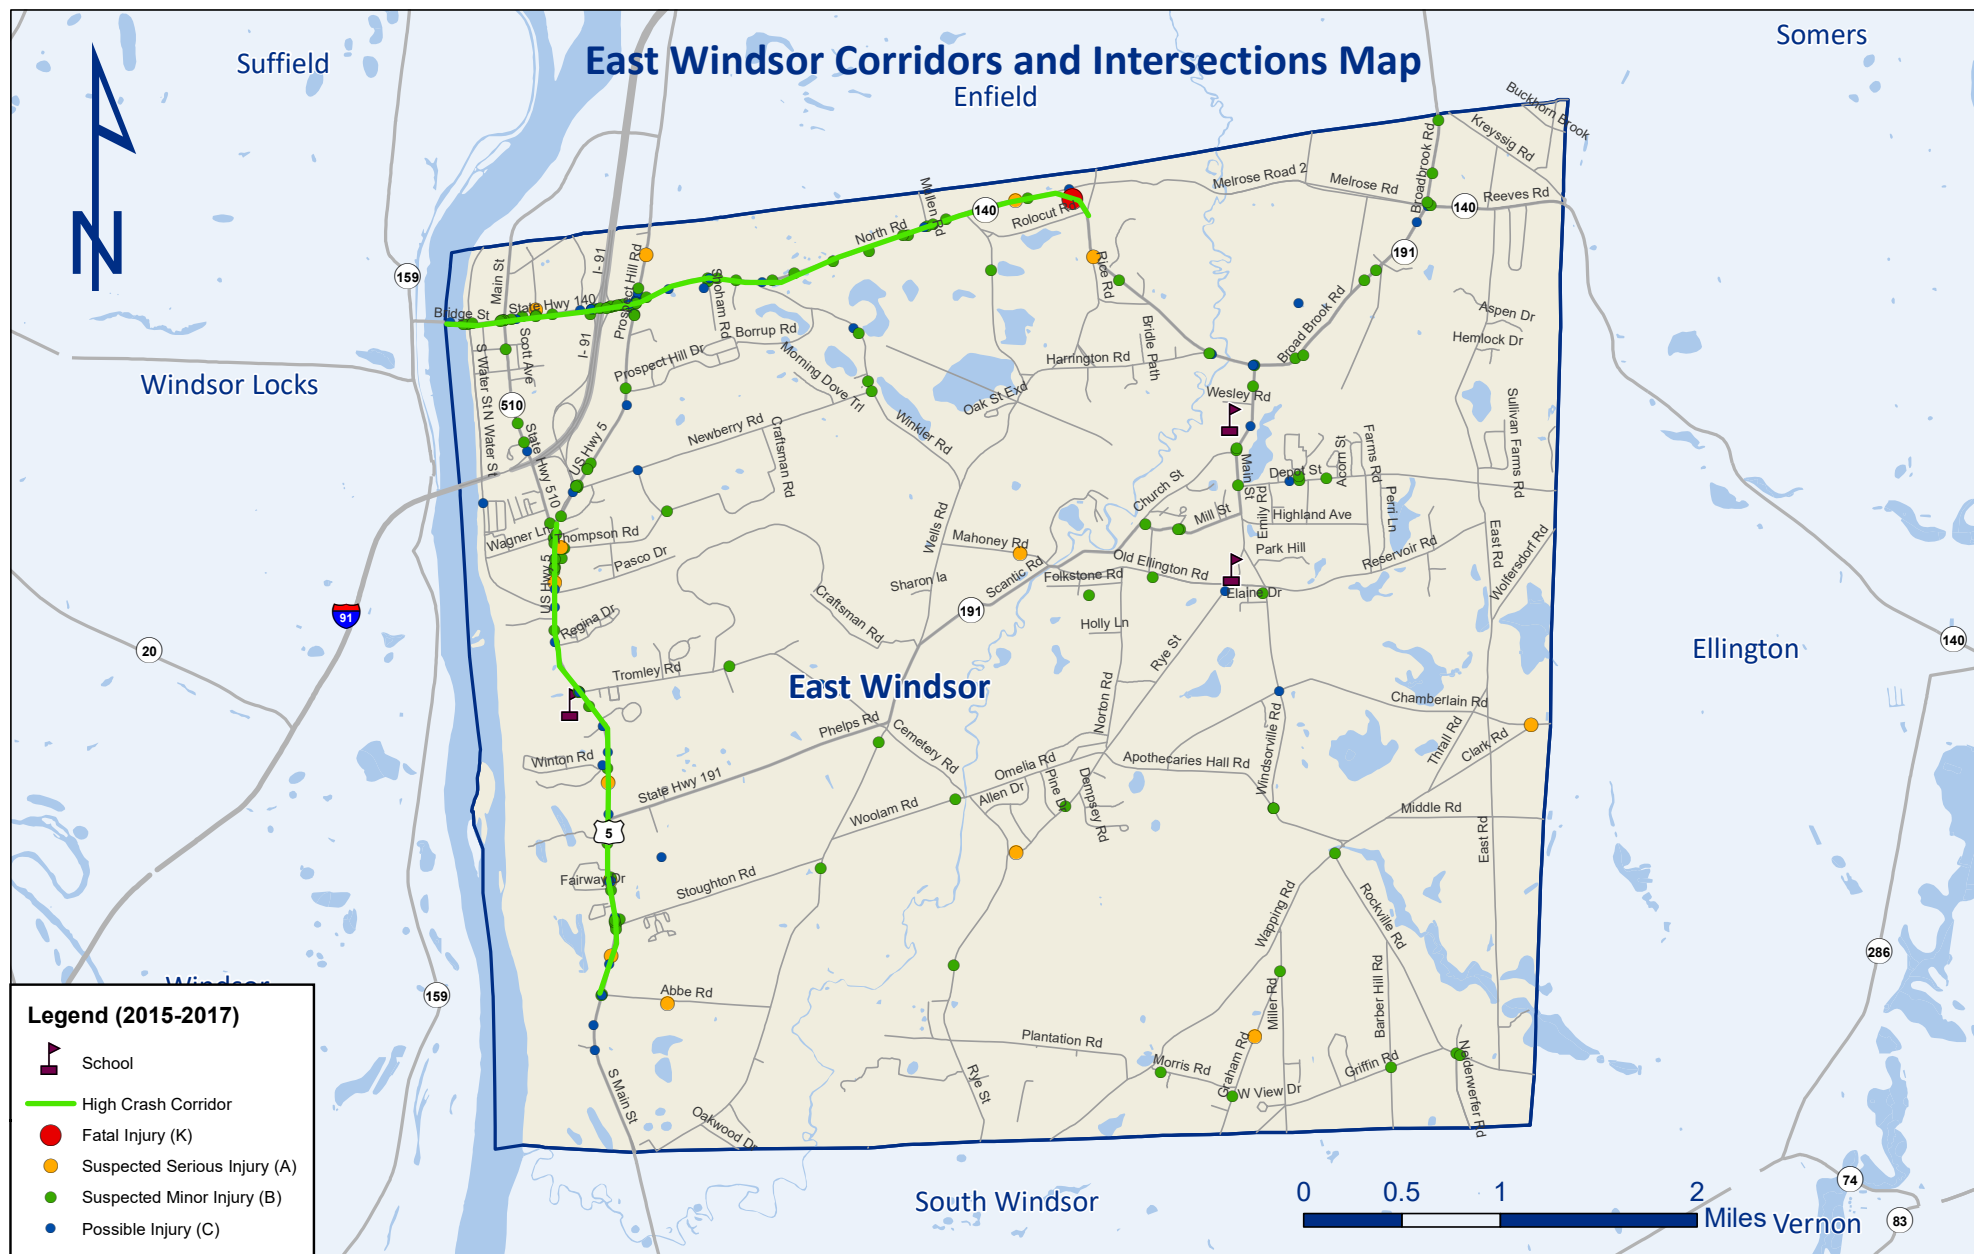 East Windsor Corridors and Intersections Map
Suffield
Enfield
Somers
Buckhorn Brook
Kreyssig Rd
Broadbrook Rd
Melrose Road 2
Melrose Rd
Reeves Rd
140
Mullen Rd
140
Rolocut Rd
North Rd
191
159
Main St
I- 91
Prospect Hill Rd
Shoham Rd
Rice Rd
State Hwy 140
Bridge St
Aspen Dr
Hemlock Dr
Broad Brook Rd
Bridle Path
Borrup Rd
Scott Ave
I- 91
Harrington Rd
Prospect Hill Dr
Morning Dove Trl
Windsor Locks
S Water St
N Water St
510
Oak St Exd
Wesley Rd
Sullivan Farms Rd
Winkler Rd
Newberry Rd
Craftsman Rd
US Hwy 5
State Hwy 510
Farms Rd
Acorn St
Depot St
Main St
Church St
Emily Rd
Perri Ln
Highland Ave
Mill St
Wells Rd
Wagner Ln
Thompson Rd
Mahoney Rd
Park Hill
Reservoir Rd
East Rd
Wolfersdorf Rd
Pasco Dr
Old Ellington Rd
Scantic Rd
Folkstone Rd
Sharon la
US Hwy 5
Elaine Dr
191
Craftsman Rd
Regina Dr
Holly Ln
91
20
140
Ellington
Rye St
Tromley Rd
East Windsor
Norton Rd
Chamberlain Rd
Phelps Rd
Cemetery Rd
Windsorville Rd
Thrall Rd
Clark Rd
Winton Rd
Omelia Rd
Apothecaries Hall Rd
State Hwy 191
Pine Dr
Allen Dr
Dempsey Rd
Woolam Rd
Middle Rd
5
East Rd
Fairway Dr
Stoughton Rd
Wapping Rd
Rockville Rd
286
Barber Hill Rd
Windsor
159
Abbe Rd
Miller Rd
Plantation Rd
Graham Rd
Morris Rd
Griffin Rd
Neiderwerfer Rd
W View Dr
Rye St
S Main St
Oakwood Dr
Legend (2015-2017)
School
High Crash Corridor
Fatal Injury (K)
Suspected Serious Injury (A)
Suspected Minor Injury (B)
Possible Injury (C)
South Windsor
0 0.5 1 2
Miles
Vernon
74
83